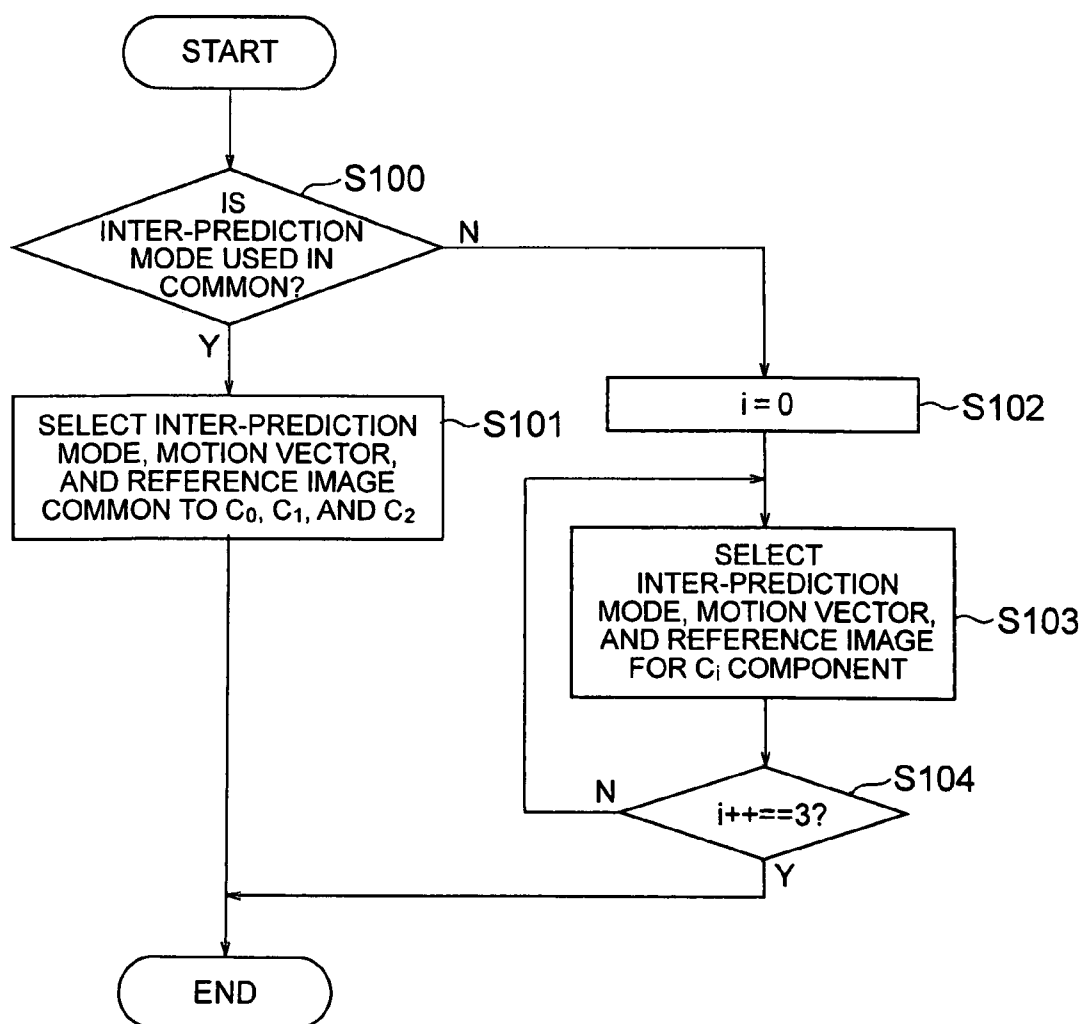 START
S100
IS
INTER-PREDICTION
MODE USED IN
COMMON?
N
Y
SELECT INTER-PREDICTION
MODE, MOTION VECTOR,
AND REFERENCE IMAGE
COMMON TO C₀, C₁, AND C₂
S101
i = 0
S102
SELECT
INTER-PREDICTION
MODE, MOTION VECTOR,
AND REFERENCE IMAGE
FOR Cᵢ COMPONENT
S103
S104
N
i++==3?
Y
END